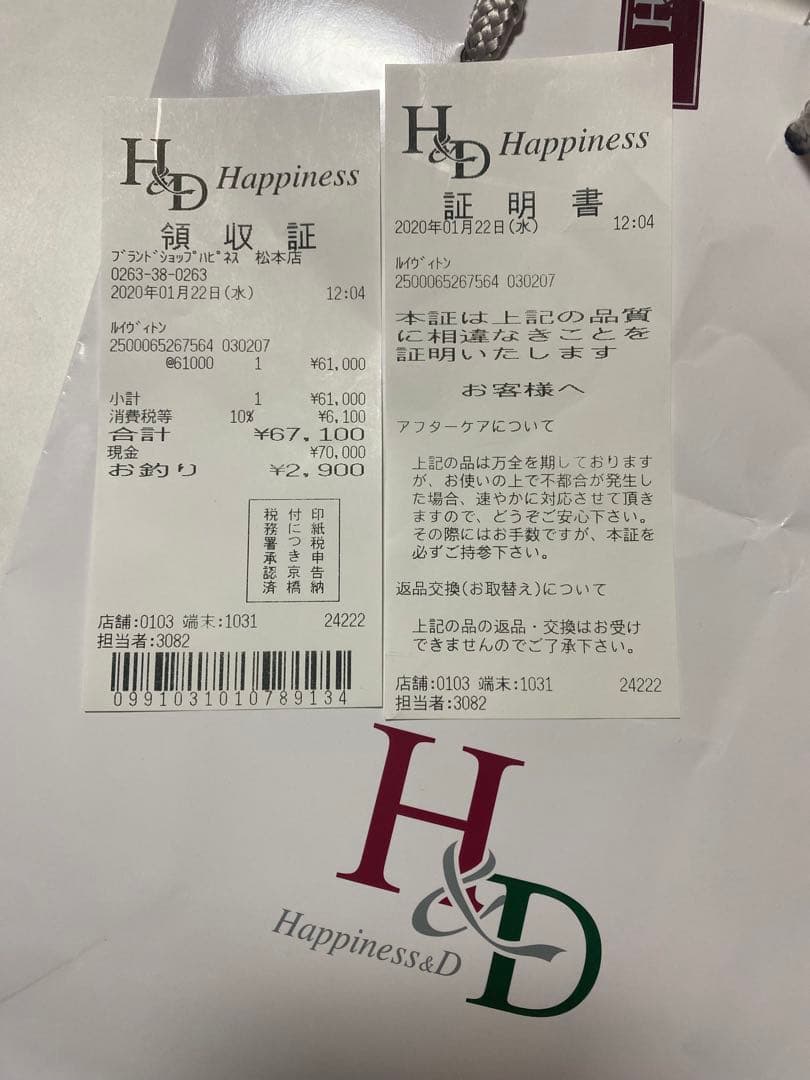 H&D Happiness
領収証
ﾌﾞﾗﾝﾄﾞｼｮｯﾌﾟﾊﾋﾟﾈｽ 松本店
0263-38-0263
2020年01月22日(水) 12:04
ﾙｲｳﾞｨﾄﾝ
2500065267564 030207
@61000 1 ¥61,000
小計 1 ¥61,000
消費税等 10% ¥6,100
合計 ¥67,100
現金 ¥70,000
お釣り ¥2,900
印紙税申告納
付につき京橋
税務署承認済
店舗:0103 端末:1031 24222
担当者:3082
0991031010789134
H&D Happiness
証明書
2020年01月22日(水) 12:04
ﾙｲｳﾞｨﾄﾝ
2500065267564 030207
本証は上記の品質
に相違なきことを
証明いたします
お客様へ
アフターケアについて
上記の品は万全を期しております
が、お使いの上で不都合が発生し
た場合、速やかに対応させて頂き
ますので、どうぞご安心下さい。
その際にはお手数ですが、本証を
必ずご持参下さい。
返品交換(お取替え)について
上記の品の返品・交換はお受け
できませんのでご了承下さい。
店舗:0103 端末:1031 24222
担当者:3082
H&D
Happiness&D
H